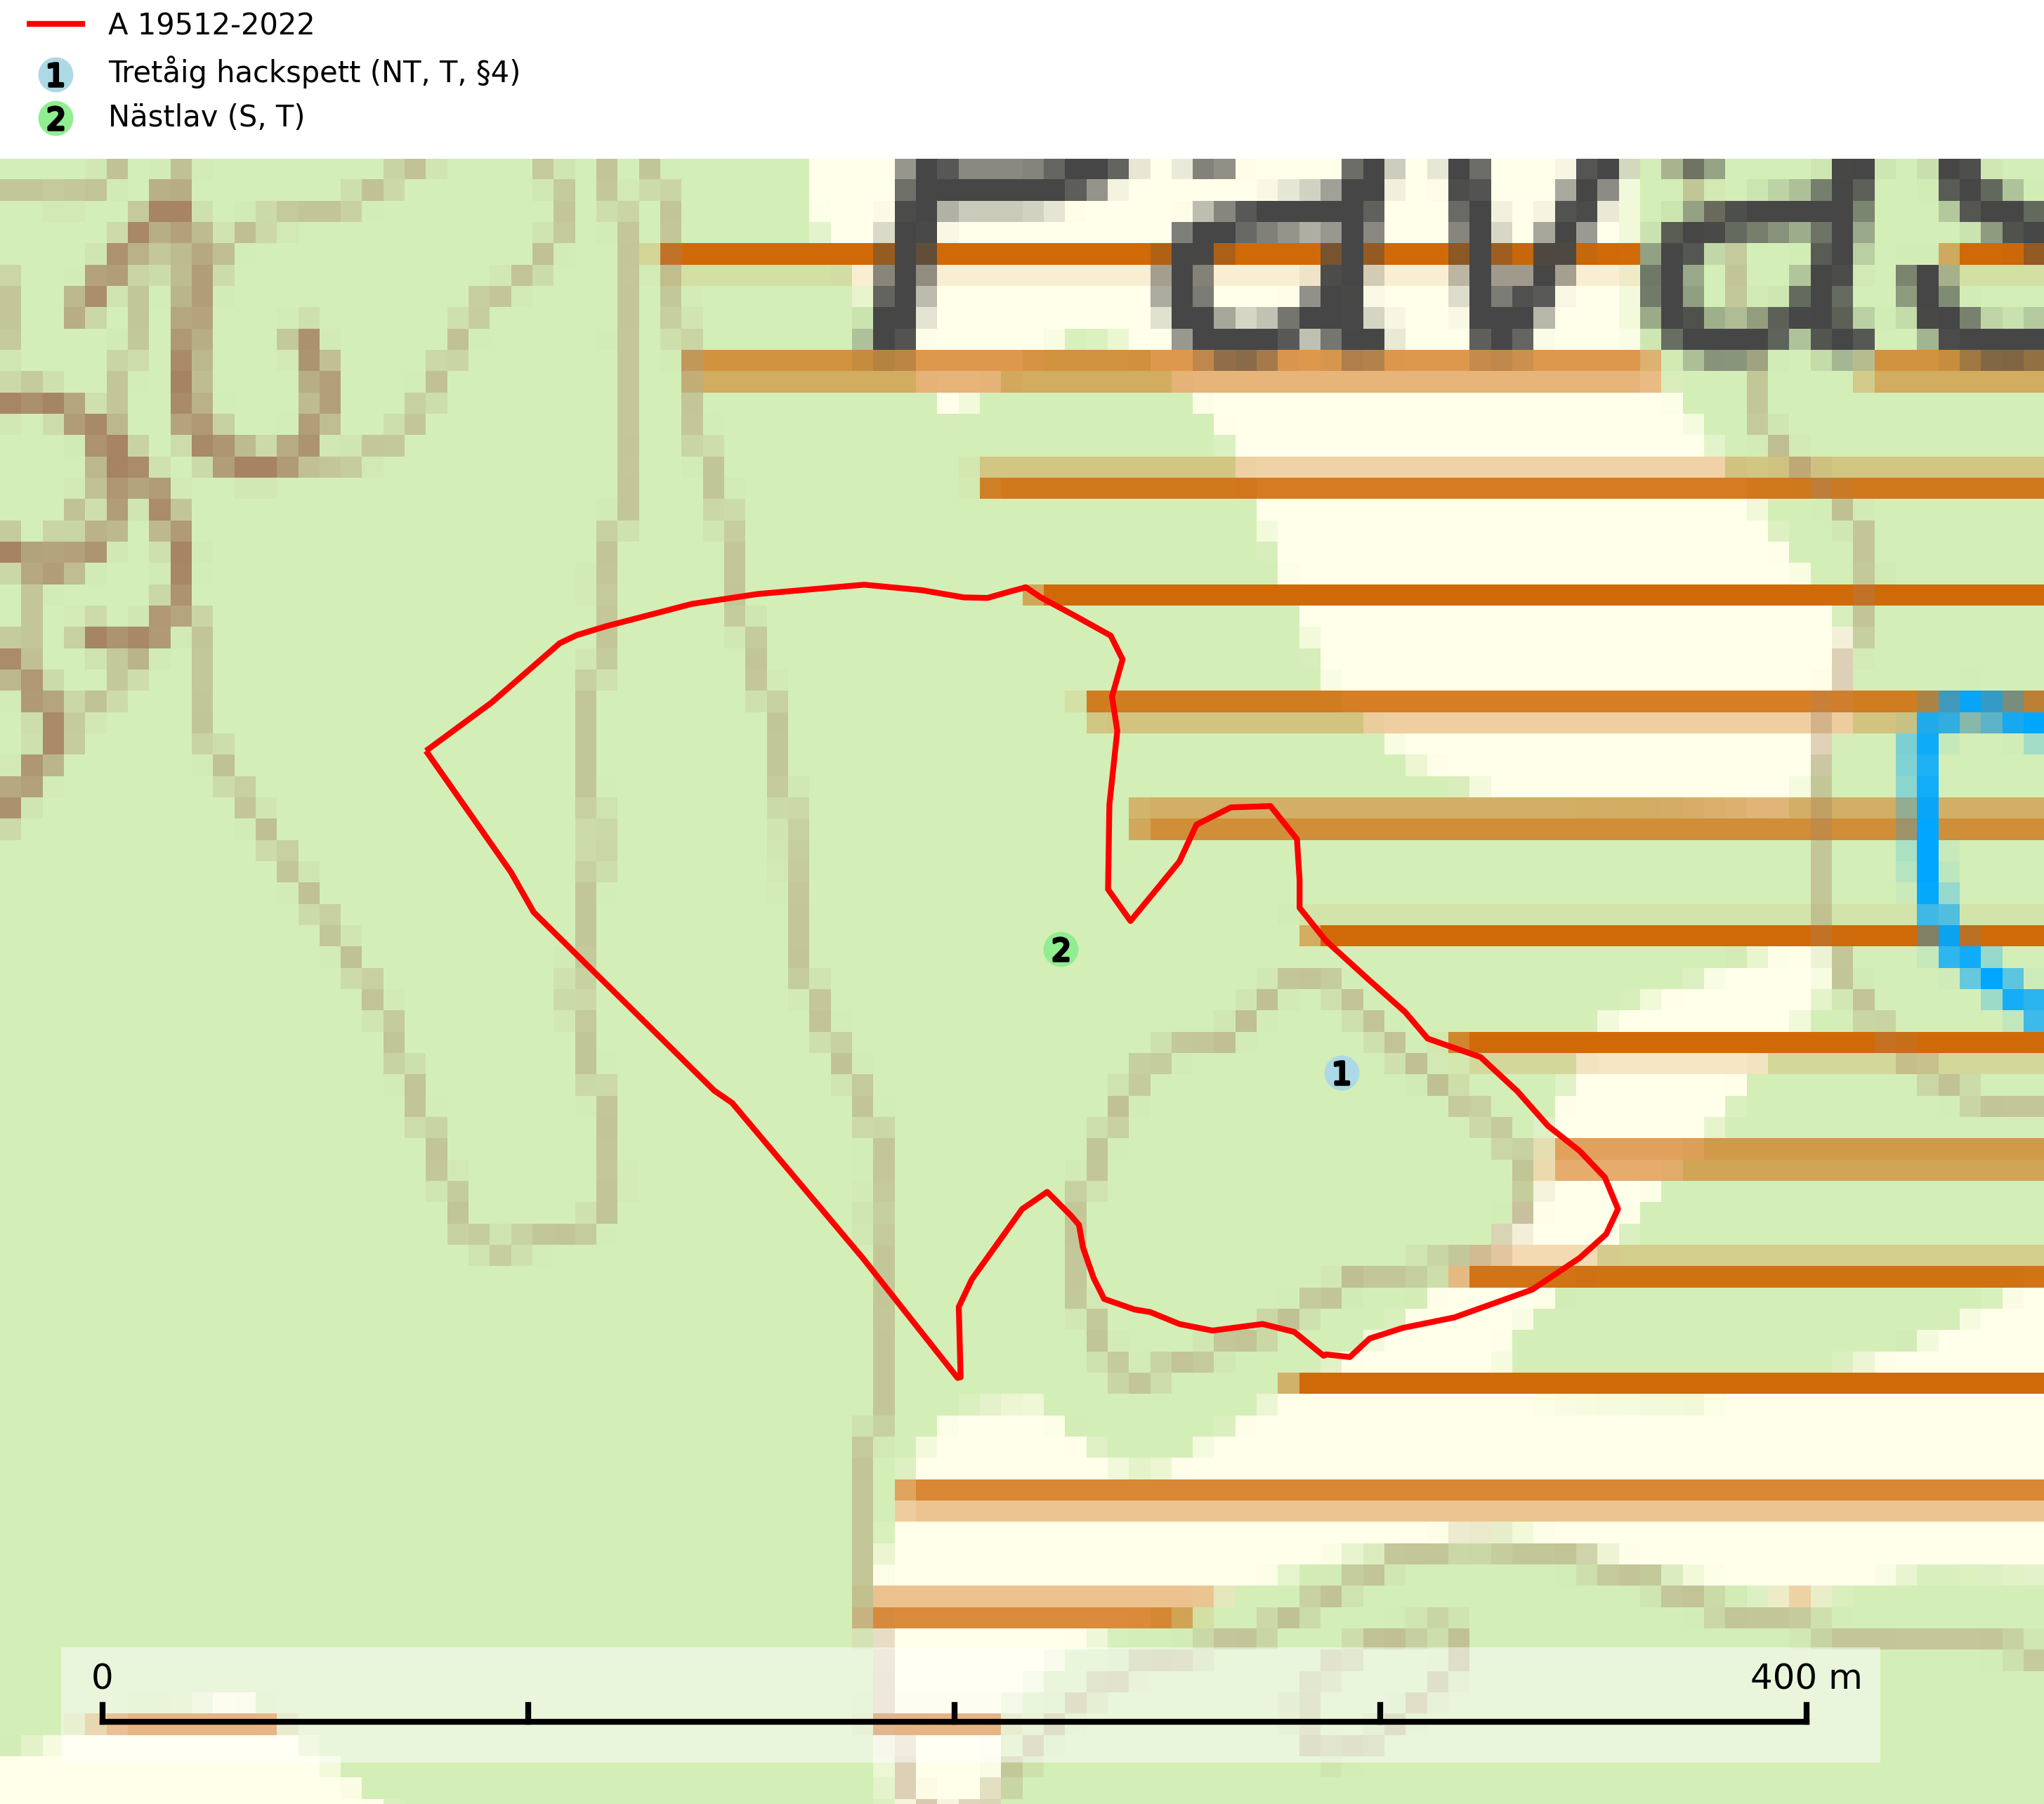 A 19512-2022
1 Tretåig hackspett (NT, T, §4)
2 Nästlav (S, T)
2
1
0 400 m